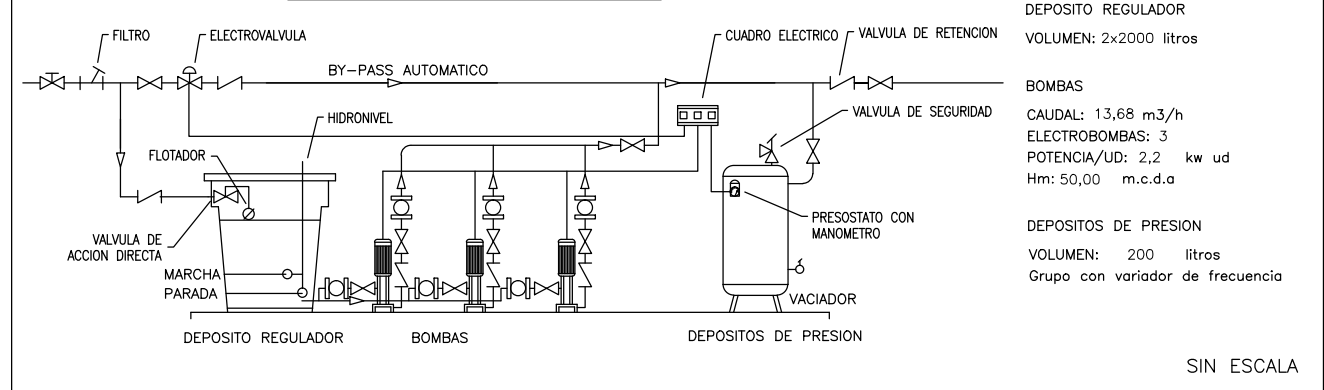 FILTRO
ELECTROVALVULA
BY-PASS AUTOMATICO
CUADRO ELECTRICO
VALVULA DE RETENCION
HIDRONIVEL
FLOTADOR
VALVULA DE SEGURIDAD
VALVULA DE
ACCION DIRECTA
MARCHA
PARADA
PRESOSTATO CON
MANOMETRO
VACIADOR
DEPOSITO REGULADOR
BOMBAS
DEPOSITOS DE PRESION
DEPOSITO REGULADOR
VOLUMEN: 2x2000 litros
BOMBAS
CAUDAL: 13,68 m3/h
ELECTROBOMBAS: 3
POTENCIA/UD: 2,2 kw ud
Hm: 50,00 m.c.d.a
DEPOSITOS DE PRESION
VOLUMEN: 200 litros
Grupo con variador de frecuencia
SIN ESCALA